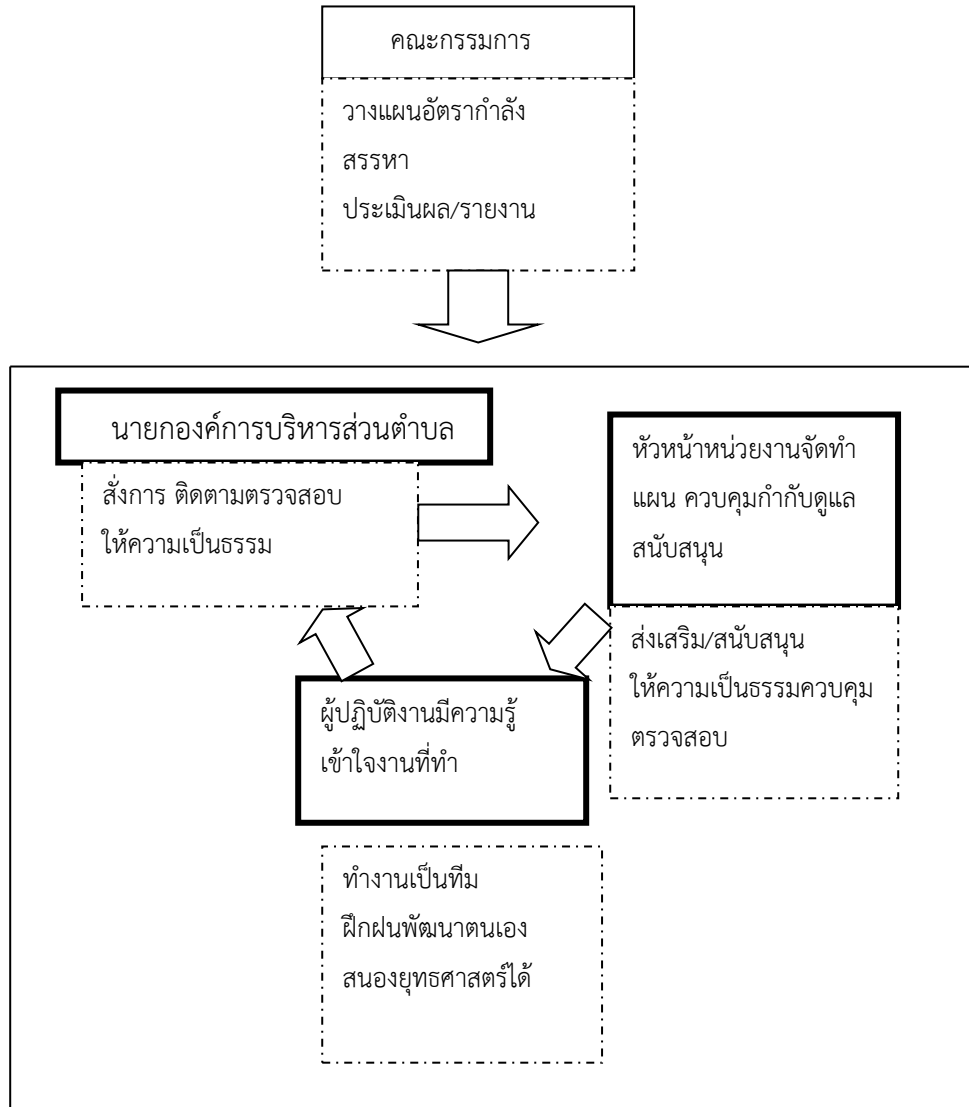 คณะกรรมการ
วางแผนอัตรากำลัง
สรรหา
ประเมินผล/รายงาน
นายกองค์การบริหารส่วนตำบล
สั่งการ ติดตามตรวจสอบ
ให้ความเป็นธรรม
หัวหน้าหน่วยงานจัดทำ
แผน ควบคุมกำกับดูแล
สนับสนุน
ส่งเสริม/สนับสนุน
ให้ความเป็นธรรมควบคุม
ตรวจสอบ
ผู้ปฏิบัติงานมีความรู้
เข้าใจงานที่ทำ
ทำงานเป็นทีม
ฝึกฝนพัฒนาตนเอง
สนองยุทธศาสตร์ได้